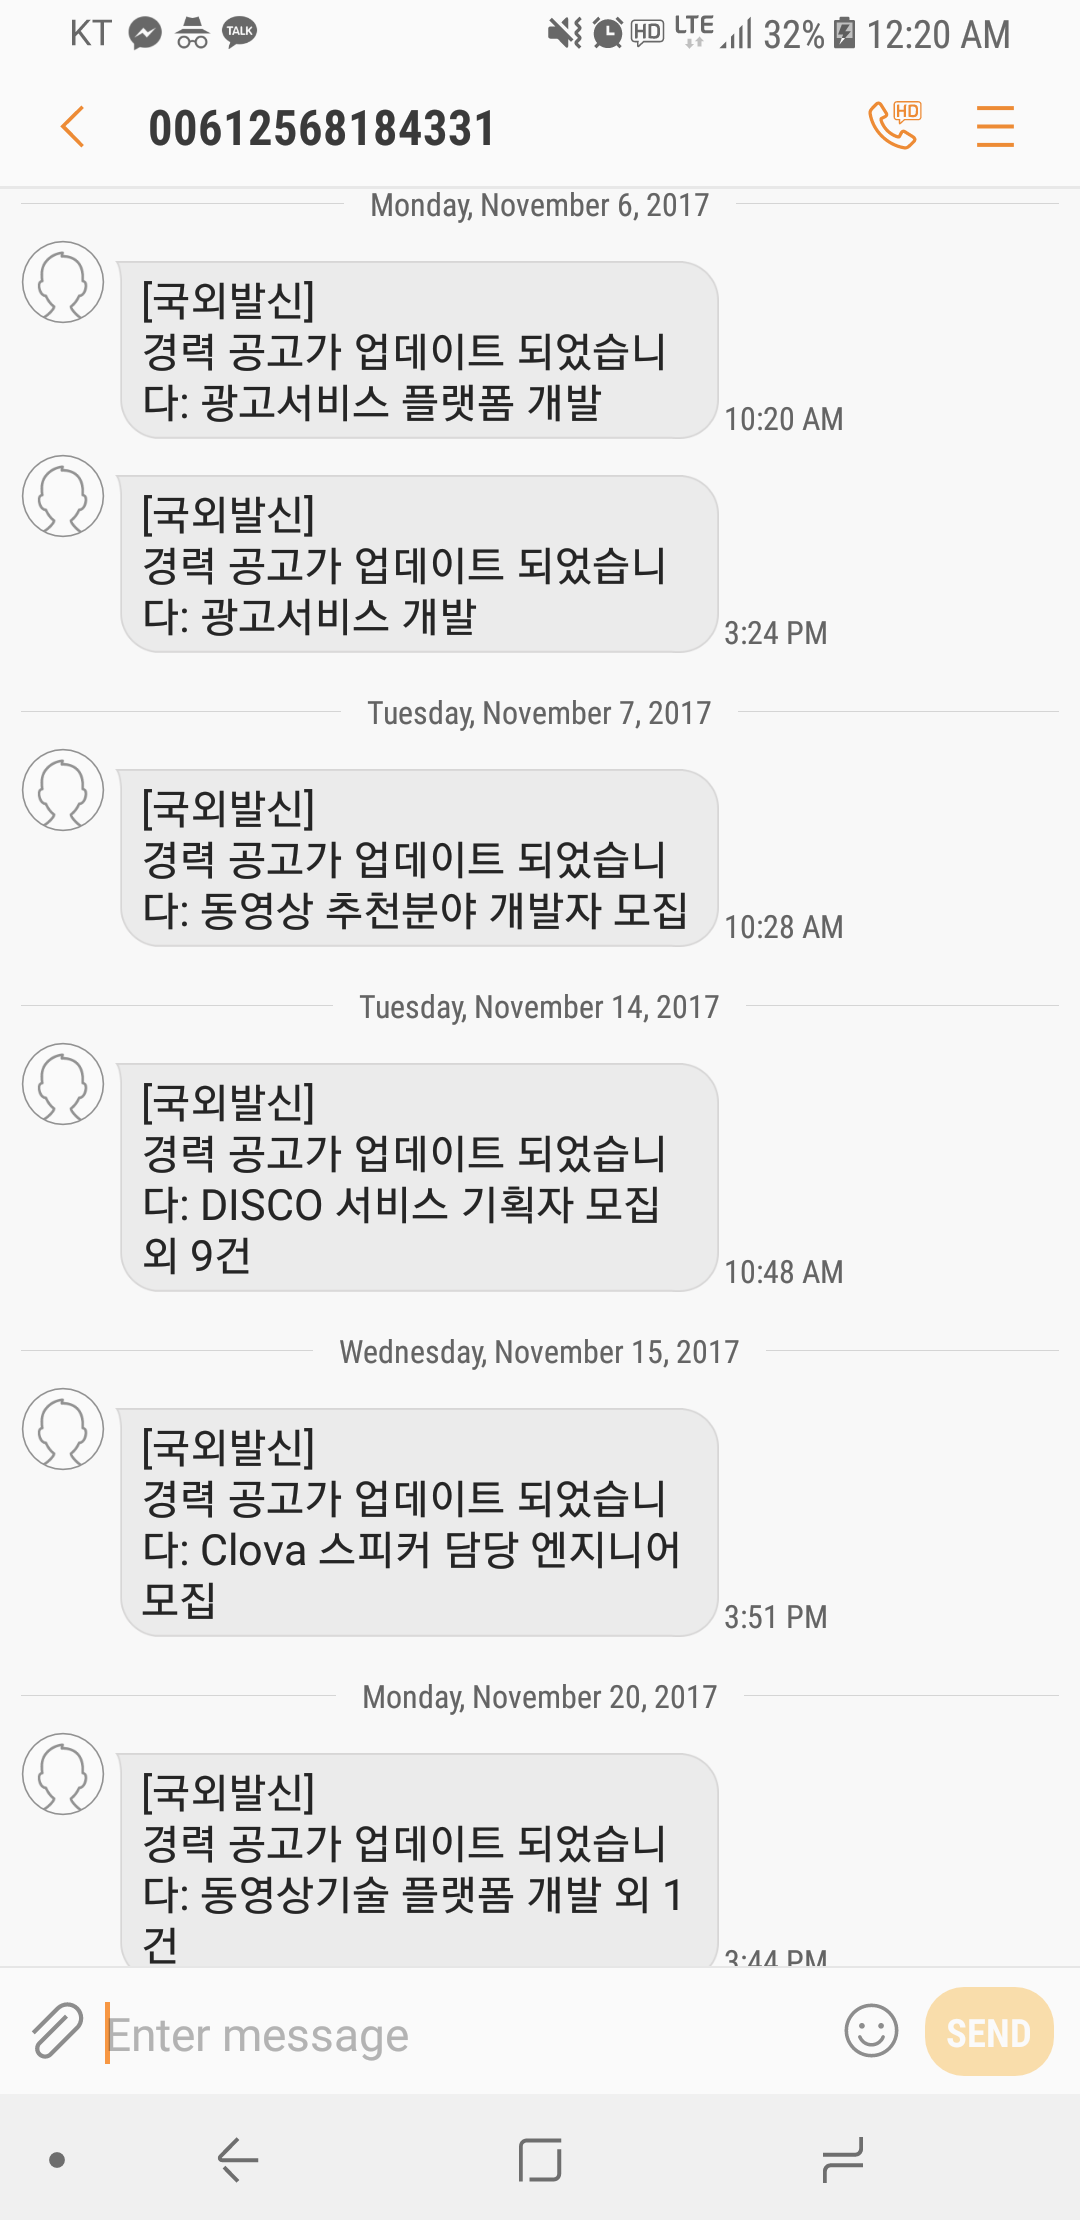 KT TALK HD LTE 32% 12:20 AM
00612568184331 HD
Monday, November 6, 2017
[국외발신]
경력 공고가 업데이트 되었습니
다: 광고서비스 플랫폼 개발
10:20 AM
[국외발신]
경력 공고가 업데이트 되었습니
다: 광고서비스 개발
3:24 PM
Tuesday, November 7, 2017
[국외발신]
경력 공고가 업데이트 되었습니
다: 동영상 추천분야 개발자 모집
10:28 AM
Tuesday, November 14, 2017
[국외발신]
경력 공고가 업데이트 되었습니
다: DISCO 서비스 기획자 모집
외 9건
10:48 AM
Wednesday, November 15, 2017
[국외발신]
경력 공고가 업데이트 되었습니
다: Clova 스피커 담당 엔지니어
모집
3:51 PM
Monday, November 20, 2017
[국외발신]
경력 공고가 업데이트 되었습니
다: 동영상기술 플랫폼 개발 외 1
건
3:44 PM
Enter message
SEND